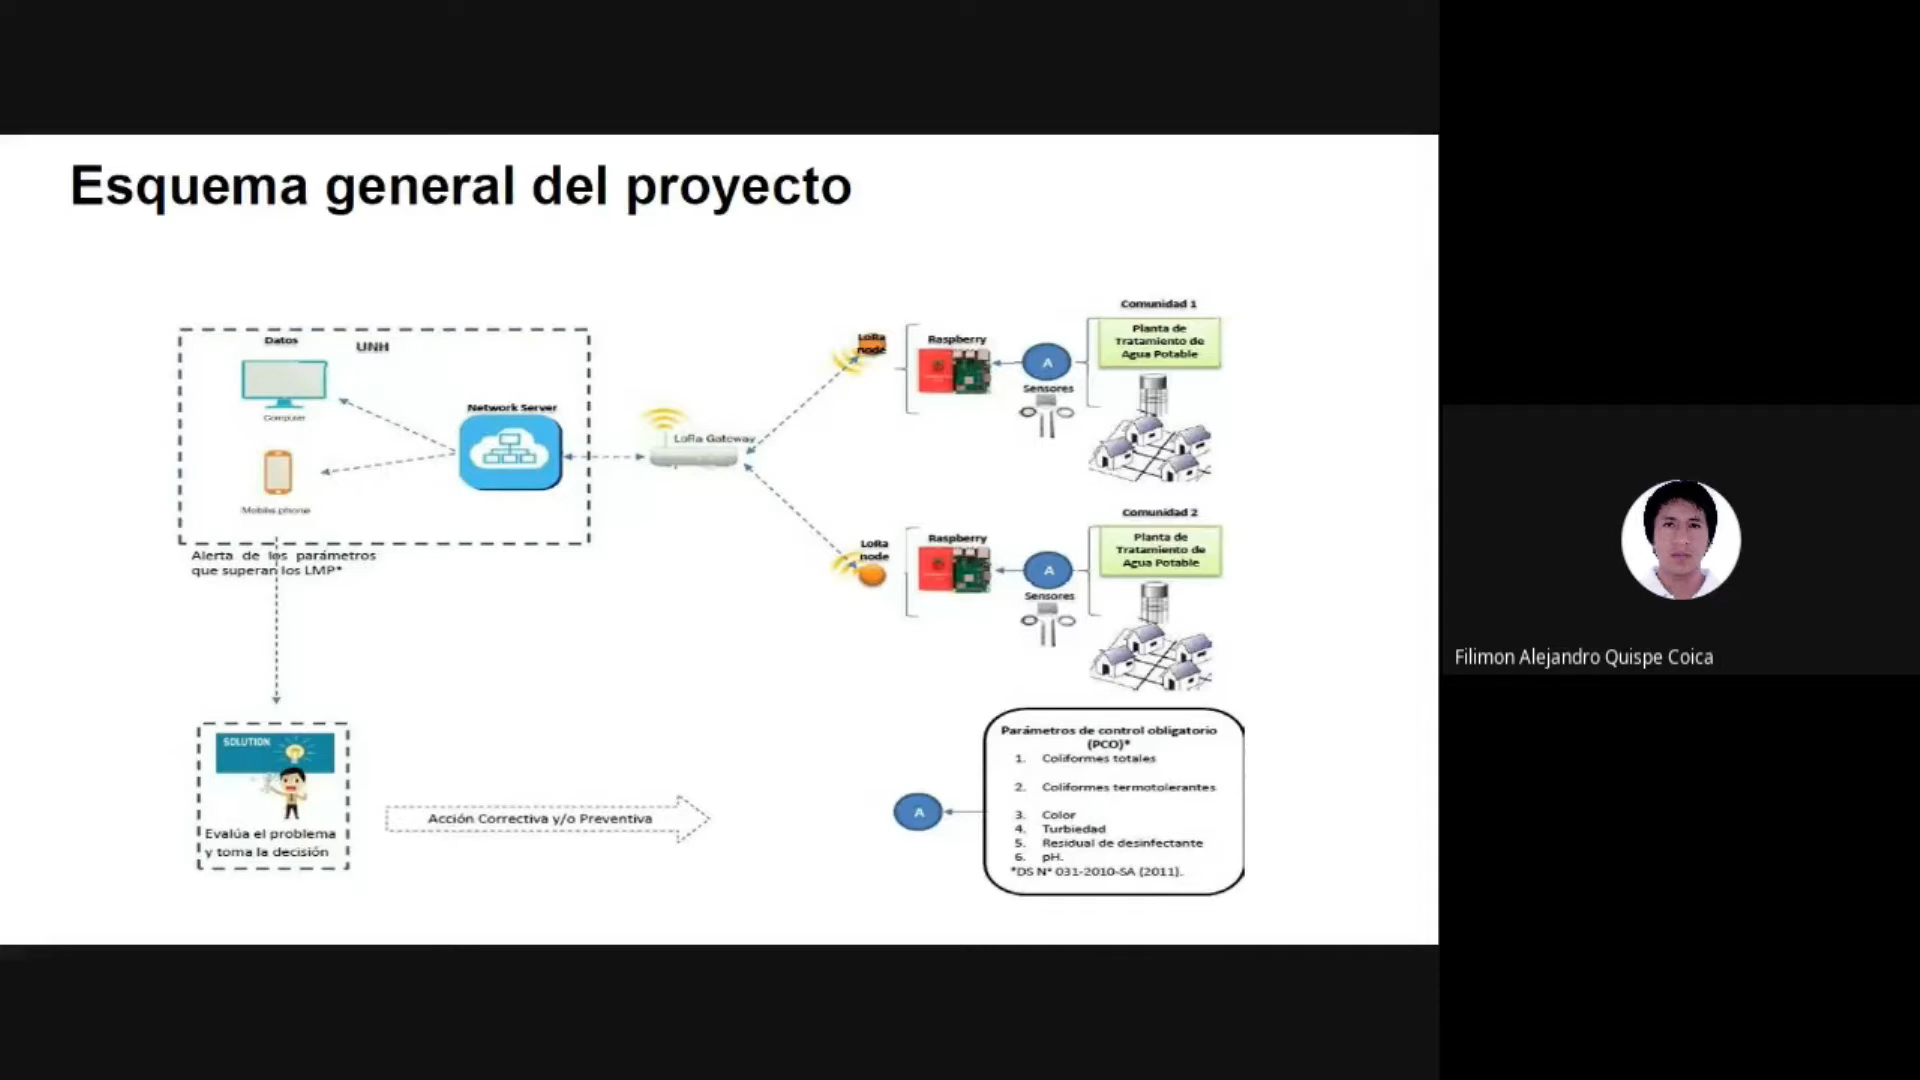 Esquema general del proyecto
Datos
UNH
Computer
Network Server
Mobile phone
Alerta de los parámetros
que superan los LMP*
LoRa Gateway
LoRa
node
Raspberry
A
Sensores
Comunidad 1
Planta de
Tratamiento de
Agua Potable
LoRa
node
Raspberry
A
Sensores
Comunidad 2
Planta de
Tratamiento de
Agua Potable
SOLUTION
Evalúa el problema
y toma la decisión
Acción Correctiva y/o Preventiva
A
Parámetros de control obligatorio
(PCO)*
1. Coliformes totales
2. Coliformes termotolerantes
3. Color
4. Turbiedad
5. Residual de desinfectante
6. pH.
*DS N° 031-2010-SA (2011).
Filimon Alejandro Quispe Coica